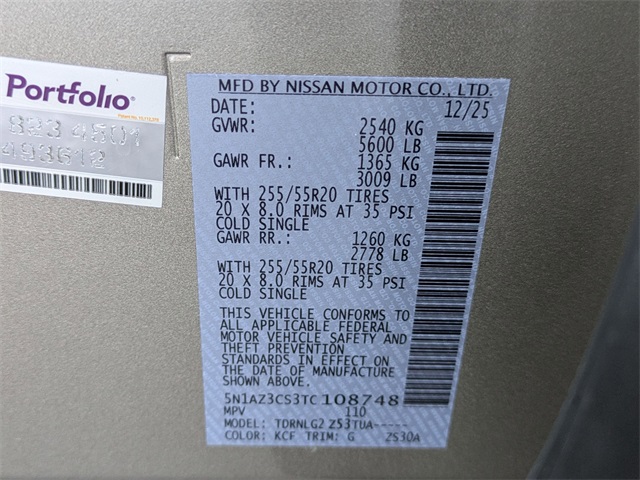 Portfolio®
923 4501
493612
MFD BY NISSAN MOTOR CO., LTD.
DATE: 12/25
GVWR: 2540 KG
5600 LB
GAWR FR.: 1365 KG
3009 LB
WITH 255/55R20 TIRES
20 X 8.0 RIMS AT 35 PSI
COLD SINGLE
GAWR RR.: 1260 KG
2778 LB
WITH 255/55R20 TIRES
20 X 8.0 RIMS AT 35 PSI
COLD SINGLE
THIS VEHICLE CONFORMS TO
ALL APPLICABLE FEDERAL
MOTOR VEHICLE SAFETY AND
THEFT PREVENTION
STANDARDS IN EFFECT ON
THE DATE OF MANUFACTURE
SHOWN ABOVE.
5N1AZ3CS3TC108748
MPV 110
MODEL: TDRNLG2 Z53TUA-----
COLOR: KCF TRIM: G 2S30A